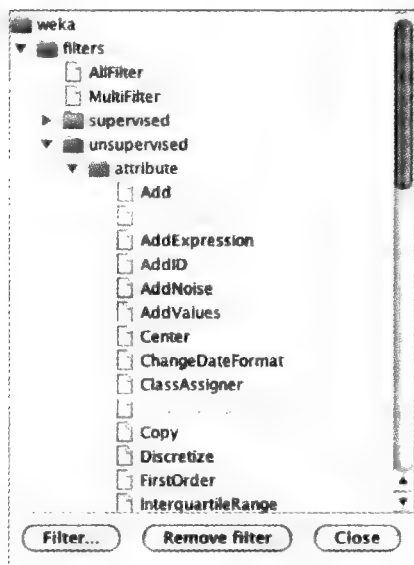 weka
filters
AllFilter
MultiFilter
supervised
unsupervised
attribute
Add
AddExpression
AddID
AddNoise
AddValues
Center
ChangeDateFormat
ClassAssigner
Copy
Discretize
FirstOrder
InterquartileRange
Filter... Remove filter Close